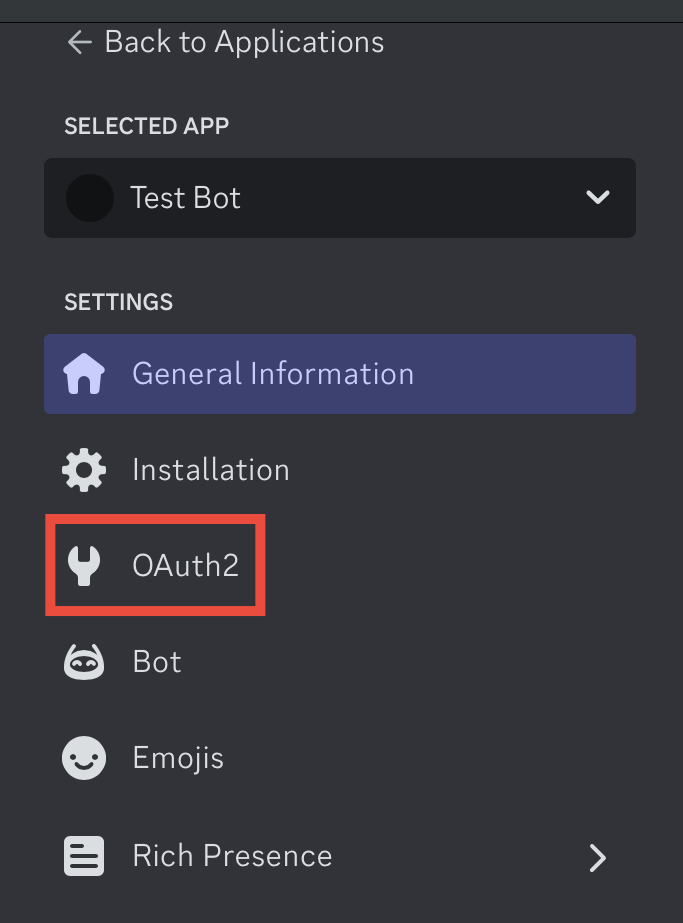 Back to Applications
SELECTED APP
Test Bot
SETTINGS
General Information
Installation
OAuth2
Bot
Emojis
Rich Presence